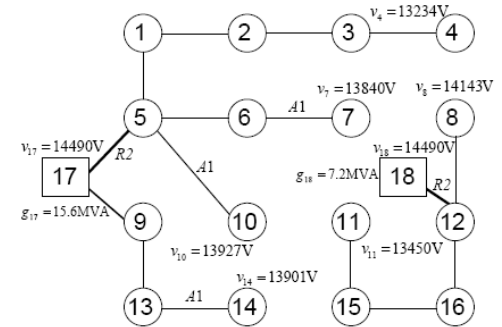 v₄ =13234V
1 2 3 4
v₇ =13840V v₈ =14143V
5 6 A1 7 8
v₁₇ =14490V R2 A1 v₁₈ =14490V
17 g₁₈ =7.2MVA 18 R2
g₁₇ =15.6MVA 9 10 11 12
v₁₀ =13927V v₁₁ =13450V
v₁₄ =13901V
13 A1 14 15 16